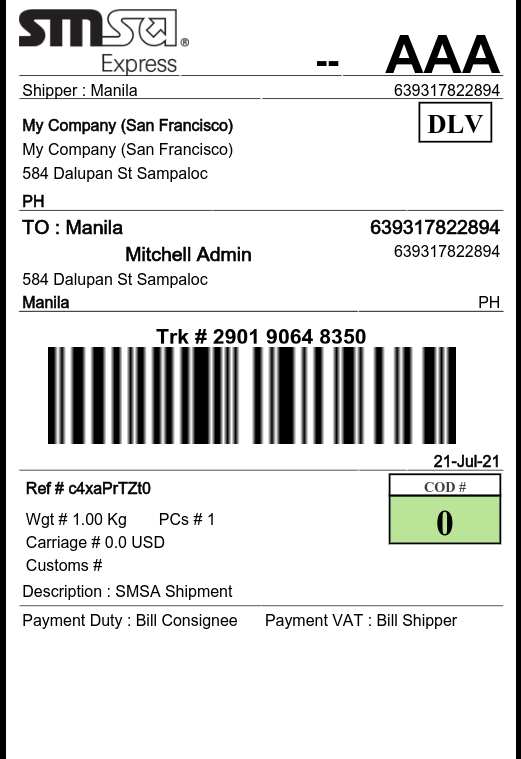 smsa®
Express
-- AAA
Shipper : Manila 639317822894
My Company (San Francisco) DLV
My Company (San Francisco)
584 Dalupan St Sampaloc
PH
TO : Manila 639317822894
Mitchell Admin 639317822894
584 Dalupan St Sampaloc
Manila PH
Trk # 2901 9064 8350
21-Jul-21
Ref # c4xaPrTZt0 COD #
Wgt # 1.00 Kg PCs # 1 0
Carriage # 0.0 USD
Customs #
Description : SMSA Shipment
Payment Duty : Bill Consignee Payment VAT : Bill Shipper